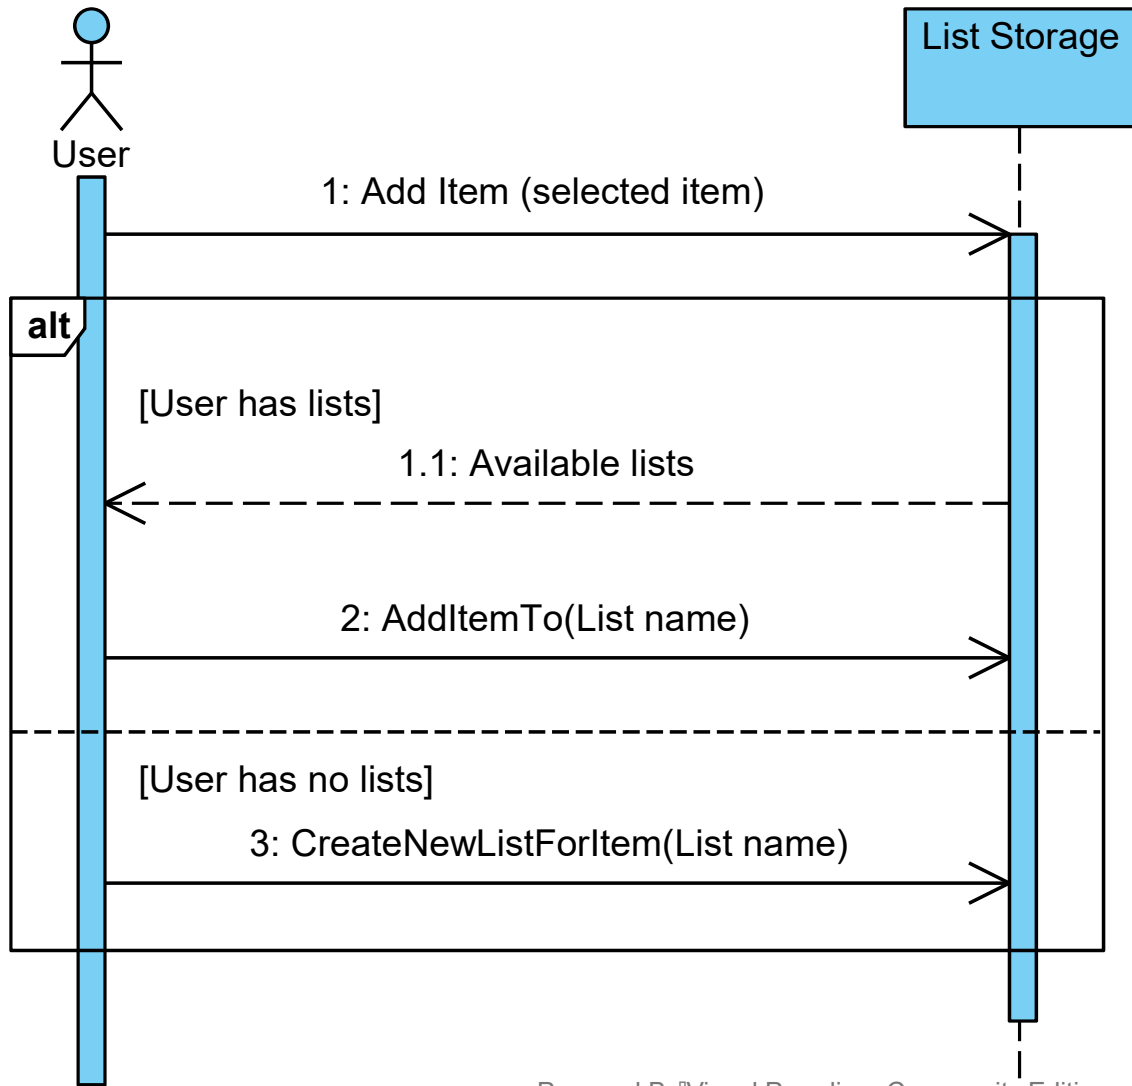 List Storage
User
1: Add Item (selected item)
alt
[User has lists]
1.1: Available lists
2: AddItemTo(List name)
[User has no lists]
3: CreateNewListForItem(List name)